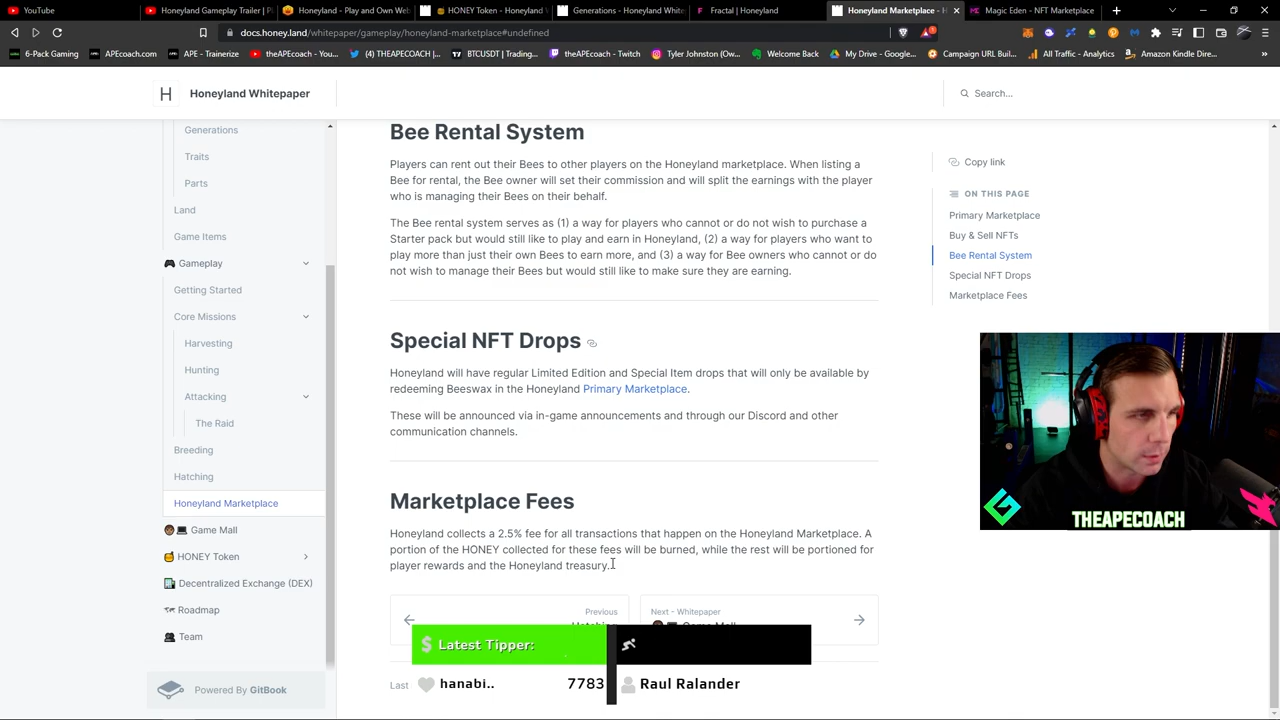 YouTube
Honeyland Gameplay Trailer | P
Honeyland - Play and Own Web
HONEY Token - Honeyland W
Generations - Honeyland White
Fractal | Honeyland
Honeyland Marketplace - H
Magic Eden - NFT Marketplace
docs.honey.land/whitepaper/gameplay/honeyland-marketplace#undefined
6-Pack Gaming
APEcoach.com
APE - Trainerize
theAPEcoach - YouT...
(4) THEAPECOACH |...
BTCUSDT | Trading...
theAPEcoach - Twitch
Tyler Johnston (Ow...
Welcome Back
My Drive - Google...
Campaign URL Buil...
All Traffic - Analytics
Amazon Kindle Dire...
H
Honeyland Whitepaper
Search...
Generations
Traits
Parts
Land
Game Items
Gameplay
Getting Started
Core Missions
Harvesting
Hunting
Attacking
The Raid
Breeding
Hatching
Honeyland Marketplace
Game Mall
HONEY Token
Decentralized Exchange (DEX)
Roadmap
Team
Powered By GitBook
Bee Rental System
Players can rent out their Bees to other players on the Honeyland marketplace. When listing a
Bee for rental, the Bee owner will set their commission and will split the earnings with the player
who is managing their Bees on their behalf.
The Bee rental system serves as (1) a way for players who cannot or do not wish to purchase a
Starter pack but would still like to play and earn in Honeyland, (2) a way for players who want to
play more than just their own Bees to earn more, and (3) a way for Bee owners who cannot or do
not wish to manage their Bees but would still like to make sure they are earning.
Special NFT Drops
Honeyland will have regular Limited Edition and Special Item drops that will only be available by
redeeming Beeswax in the Honeyland Primary Marketplace.
These will be announced via in-game announcements and through our Discord and other
communication channels.
Marketplace Fees
Honeyland collects a 2.5% fee for all transactions that happen on the Honeyland Marketplace. A
portion of the HONEY collected for these fees will be burned, while the rest will be portioned for
player rewards and the Honeyland treasury.
Previous
Hatching
Next - Whitepaper
Game Mall
$ Latest Tipper:
Last
hanabi..
7783
Raul Ralander
Copy link
ON THIS PAGE
Primary Marketplace
Buy & Sell NFTs
Bee Rental System
Special NFT Drops
Marketplace Fees
THEAPECOACH